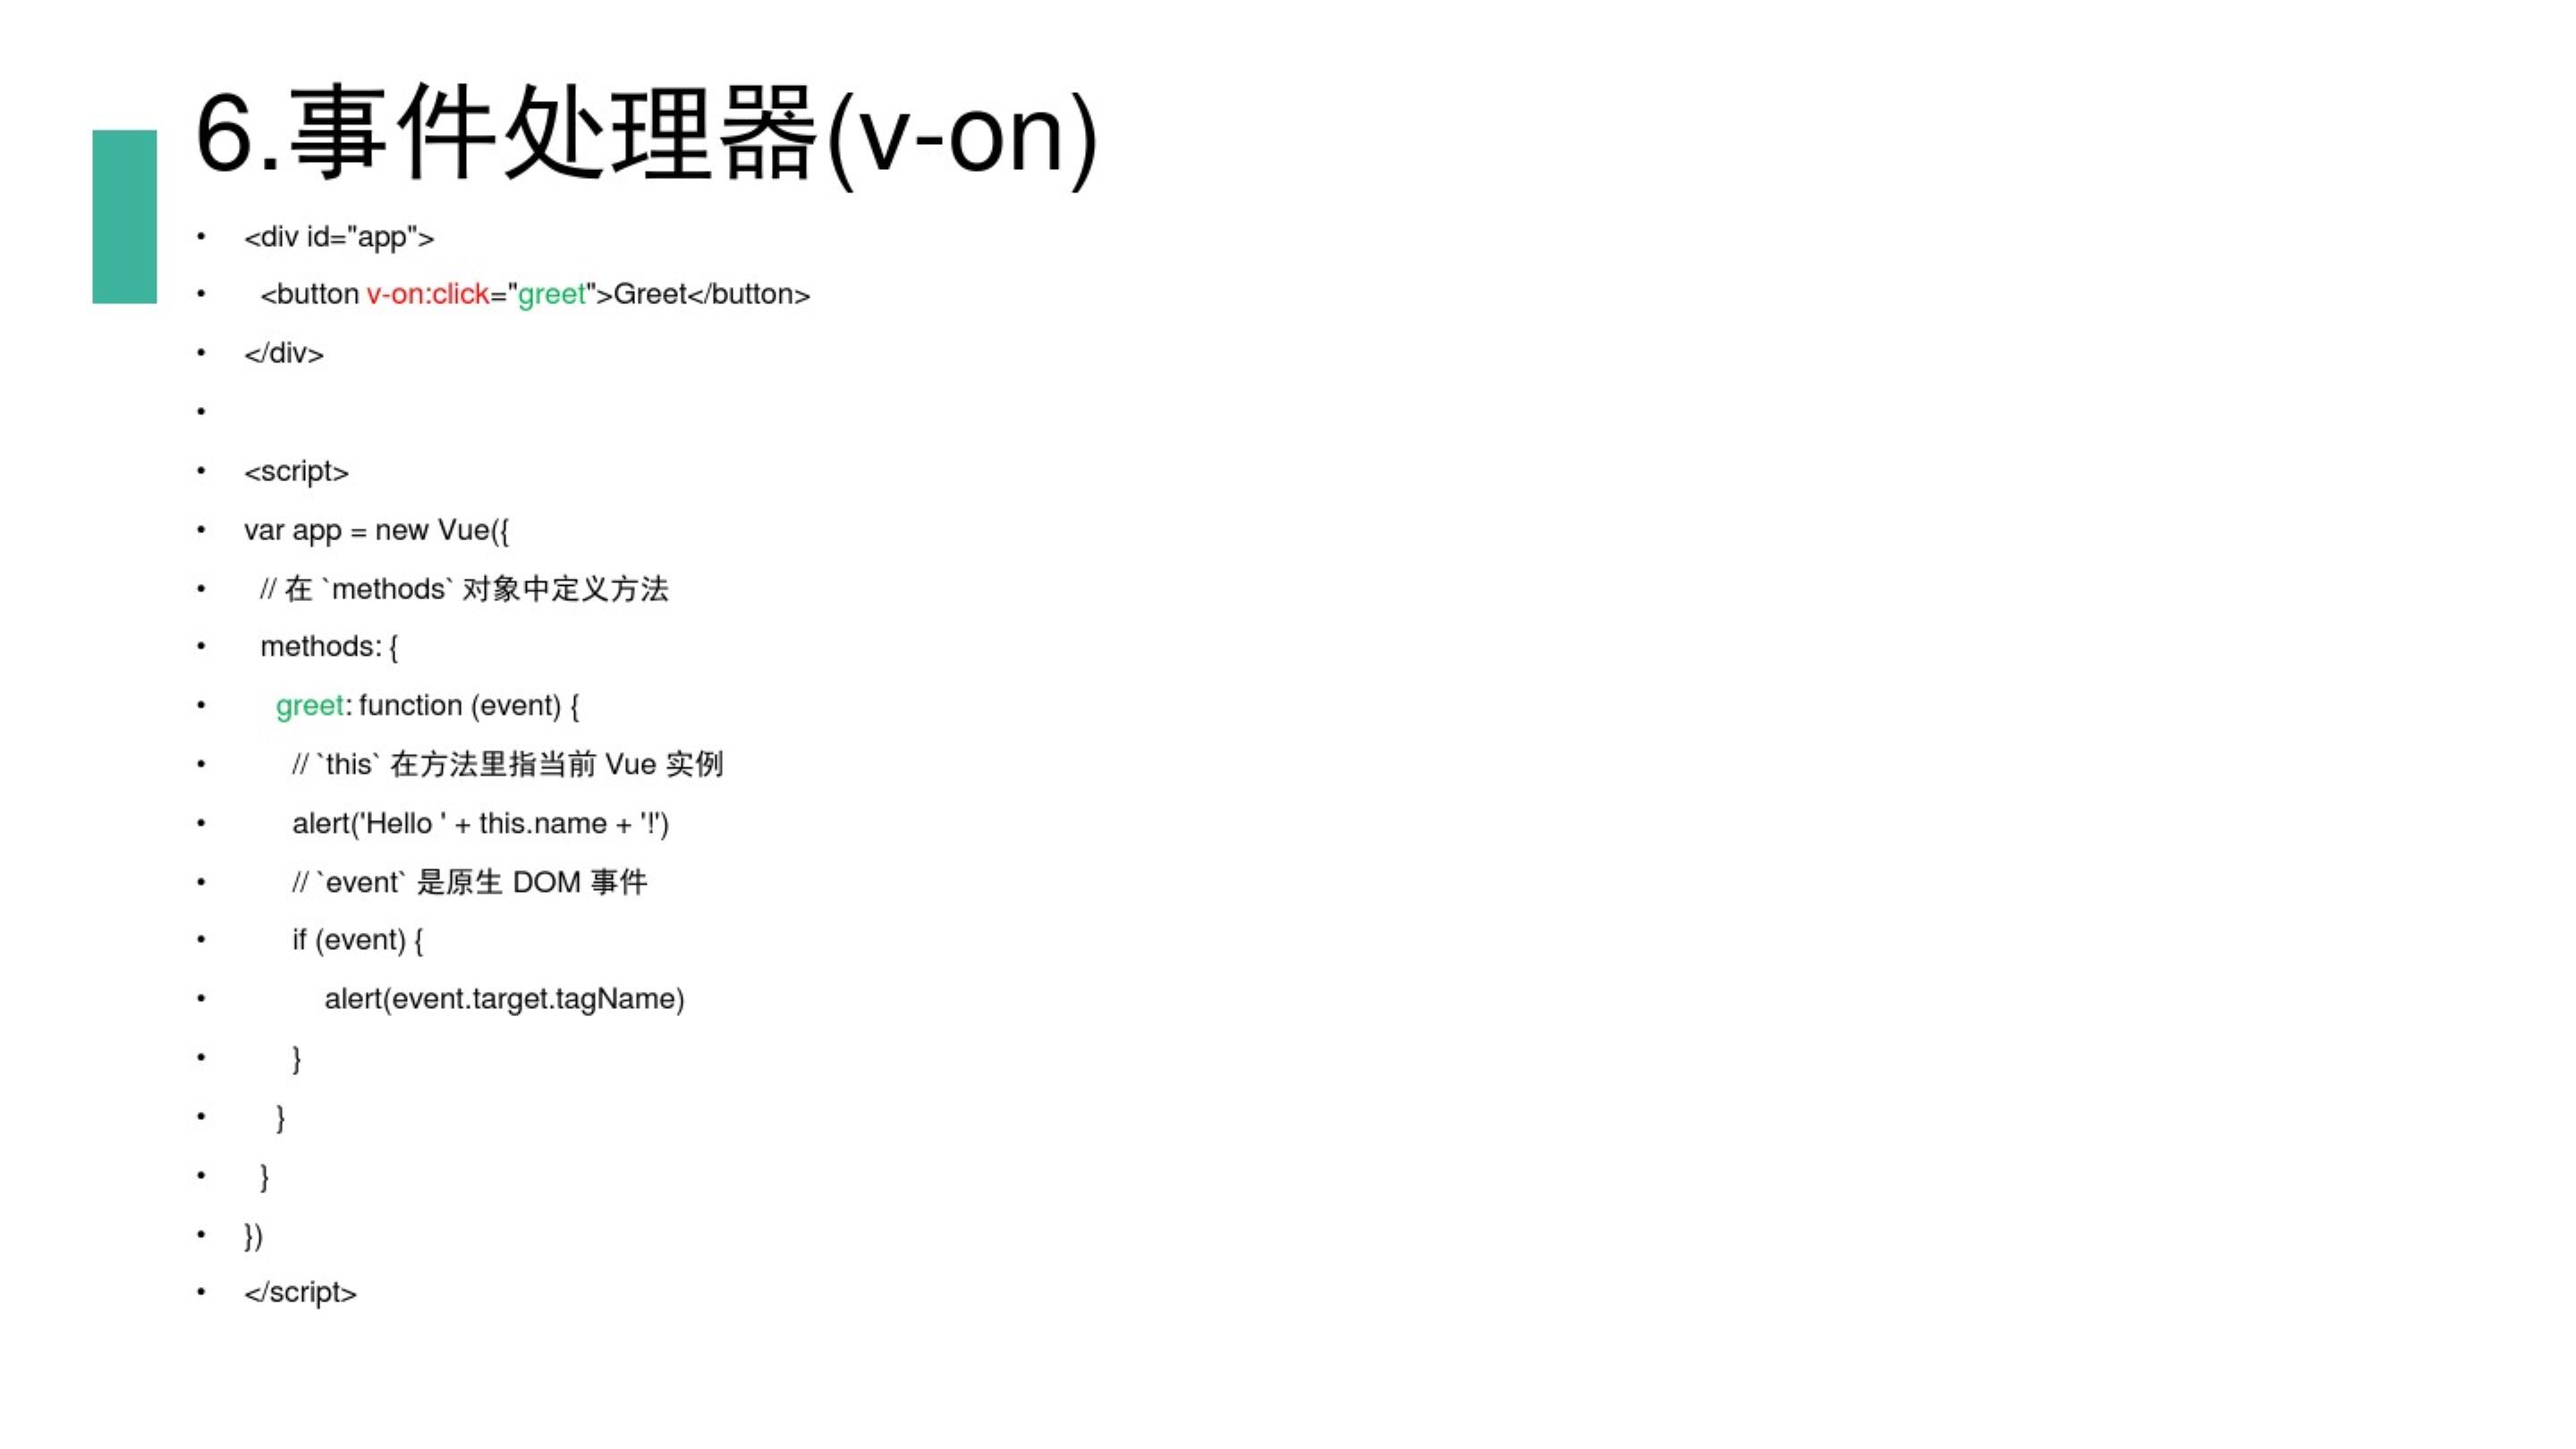 6.事件处理器(v-on)
• <div id="app">
•   <button v-on:click="greet">Greet</button>
• </div>
•
• <script>
• var app = new Vue({
•   // 在 `methods` 对象中定义方法
•   methods: {
•     greet: function (event) {
•       // `this` 在方法里指当前 Vue 实例
•       alert('Hello ' + this.name + '!')
•       // `event` 是原生 DOM 事件
•       if (event) {
•           alert(event.target.tagName)
•       }
•     }
•   }
• })
• </script>